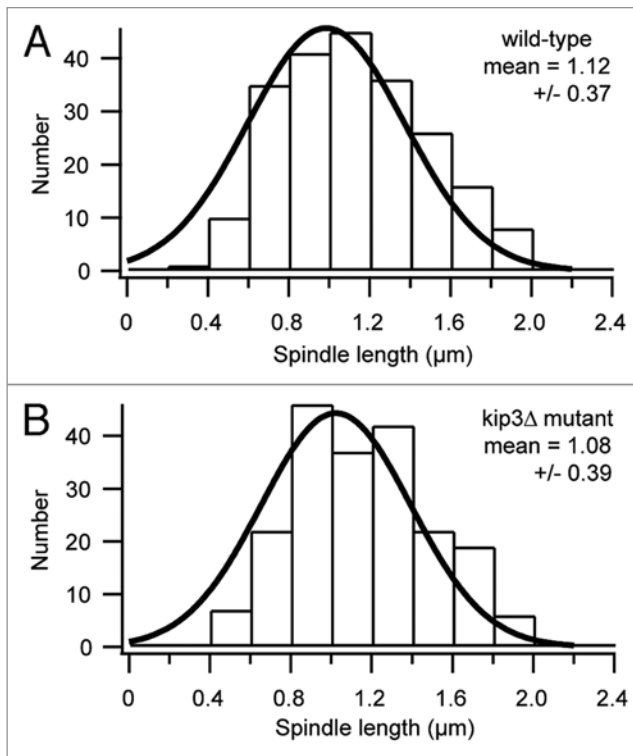 A
wild-type
mean = 1.12
+/- 0.37
Number
40
30
20
10
0
0 0.4 0.8 1.2 1.6 2.0 2.4
Spindle length (µm)
B
kip3Δ mutant
mean = 1.08
+/- 0.39
Number
40
30
20
10
0
0 0.4 0.8 1.2 1.6 2.0 2.4
Spindle length (µm)